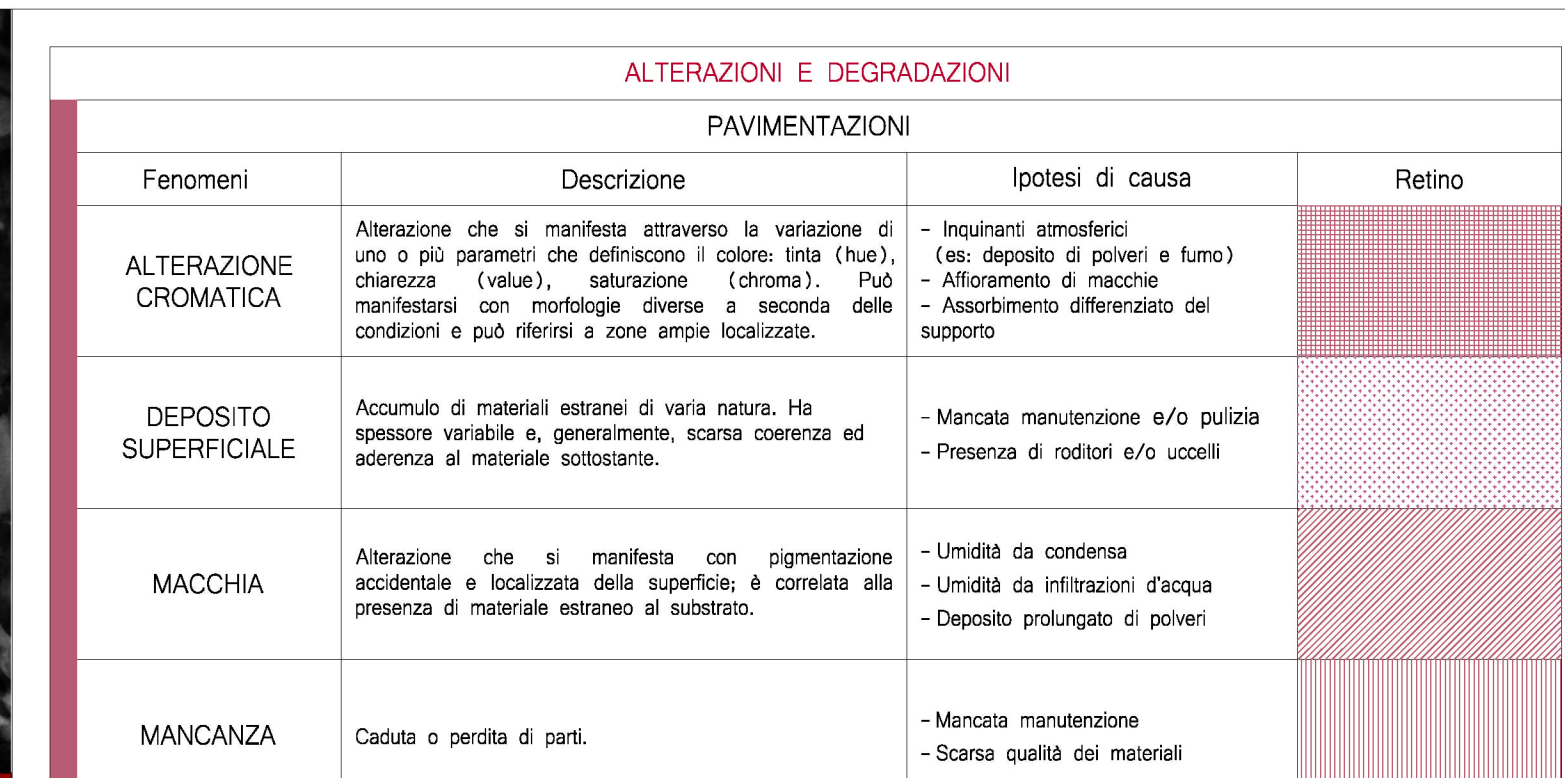 ALTERAZIONI E DEGRADAZIONI
PAVIMENTAZIONI
Fenomeni
Descrizione
Ipotesi di causa
Retino
ALTERAZIONE
CROMATICA
Alterazione che si manifesta attraverso la variazione di
uno o più parametri che definiscono il colore: tinta (hue),
chiarezza (value), saturazione (chroma). Può
manifestarsi con morfologie diverse a seconda delle
condizioni e può riferirsi a zone ampie localizzate.
- Inquinanti atmosferici
(es: deposito di polveri e fumo)
- Affioramento di macchie
- Assorbimento differenziato del
supporto
DEPOSITO
SUPERFICIALE
Accumulo di materiali estranei di varia natura. Ha
spessore variabile e, generalmente, scarsa coerenza ed
aderenza al materiale sottostante.
- Mancata manutenzione e/o pulizia
- Presenza di roditori e/o uccelli
MACCHIA
Alterazione che si manifesta con pigmentazione
accidentale e localizzata della superficie; è correlata alla
presenza di materiale estraneo al substrato.
- Umidità da condensa
- Umidità da infiltrazioni d'acqua
- Deposito prolungato di polveri
MANCANZA
Caduta o perdita di parti.
- Mancata manutenzione
- Scarsa qualità dei materiali